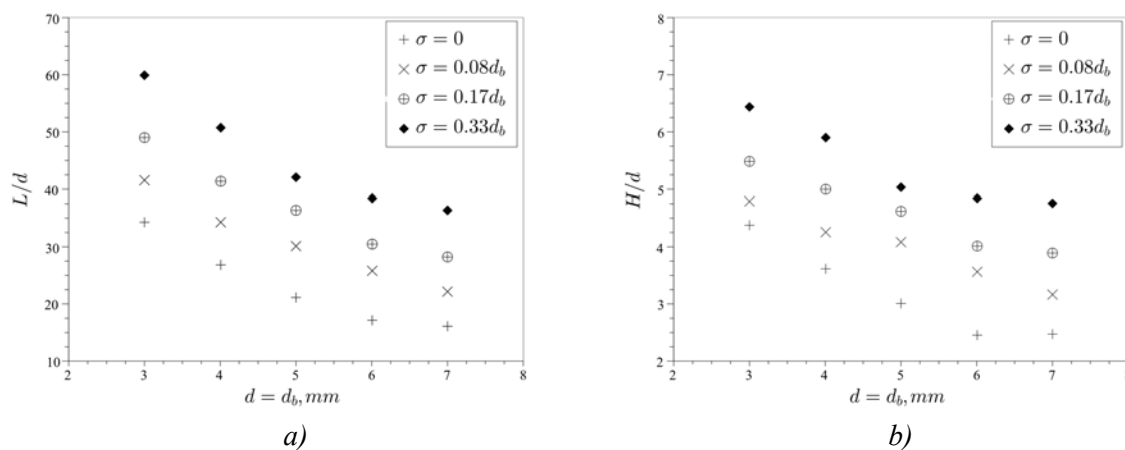 70
60
50
40
30
20
10
L/d
2 3 4 5 6 7 8
d = d_b, mm
σ = 0
σ = 0.08d_b
σ = 0.17d_b
σ = 0.33d_b
a)
8
7
6
5
4
3
2
H/d
2 3 4 5 6 7 8
d = d_b, mm
σ = 0
σ = 0.08d_b
σ = 0.17d_b
σ = 0.33d_b
b)